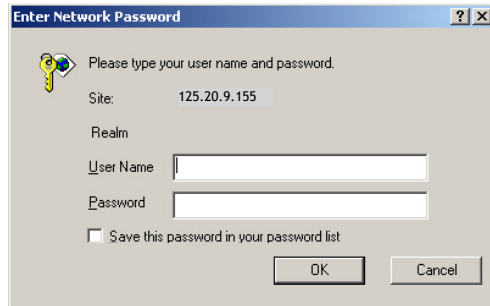 Enter Network Password
Please type your user name and password.
Site: 125.20.9.155
Realm
User Name
Password
Save this password in your password list
OK Cancel